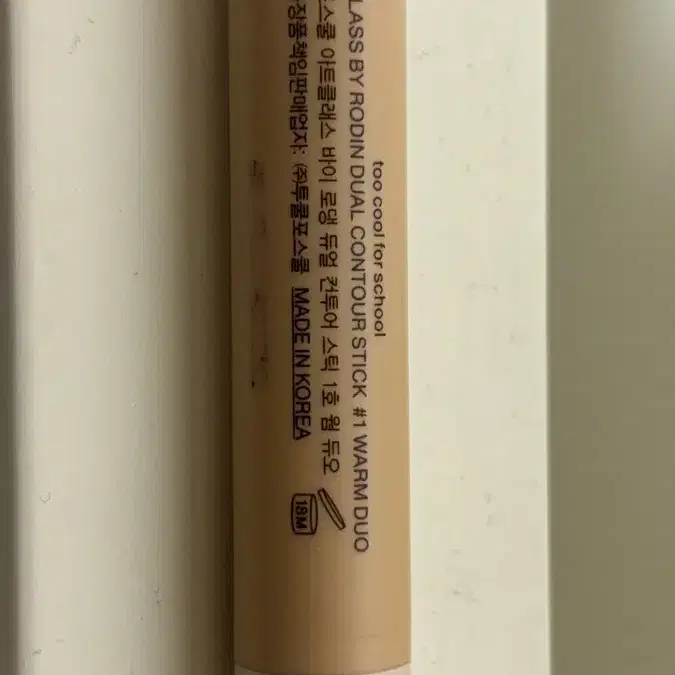 too cool for school
LASS BY RODIN DUAL CONTOUR STICK #1 WARM DUO
스쿨 아트클래스 바이 로댕 듀얼 컨투어 스틱 1호 웜 듀오
장품책임판매업자: (주)투쿨포스쿨 MADE IN KOREA
18M